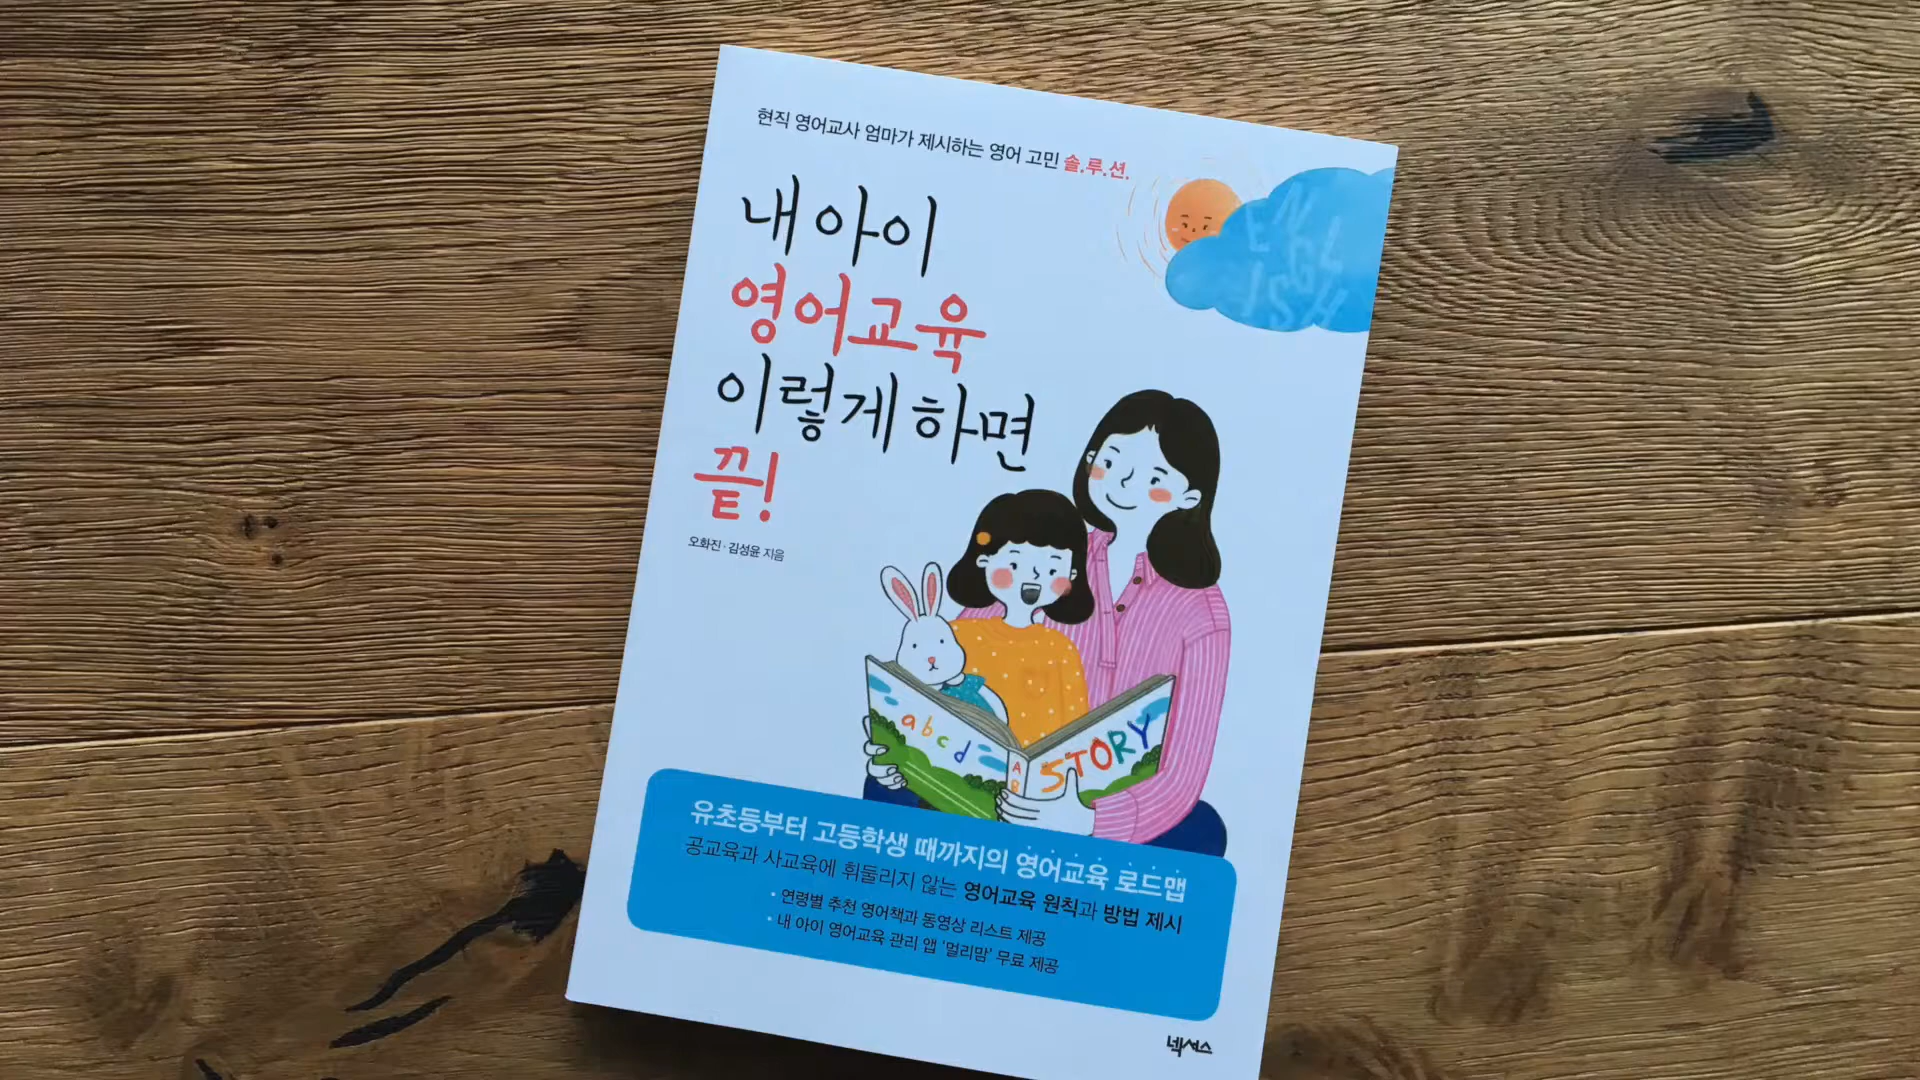 현직 영어교사 엄마가 제시하는 영어 고민 솔.루.션.
ENGL
ISH
내 아이
영어교육
이렇게 하면
끝!
오화진·김성윤 지음
abcd
AB
STORY
유초등부터 고등학생 때까지의 영어교육 로드맵
공교육과 사교육에 휘둘리지 않는 영어교육 원칙과 방법 제시
• 연령별 추천 영어책과 동영상 리스트 제공
• 내 아이 영어교육 관리 앱 '멀리맘' 무료 제공
넥서스